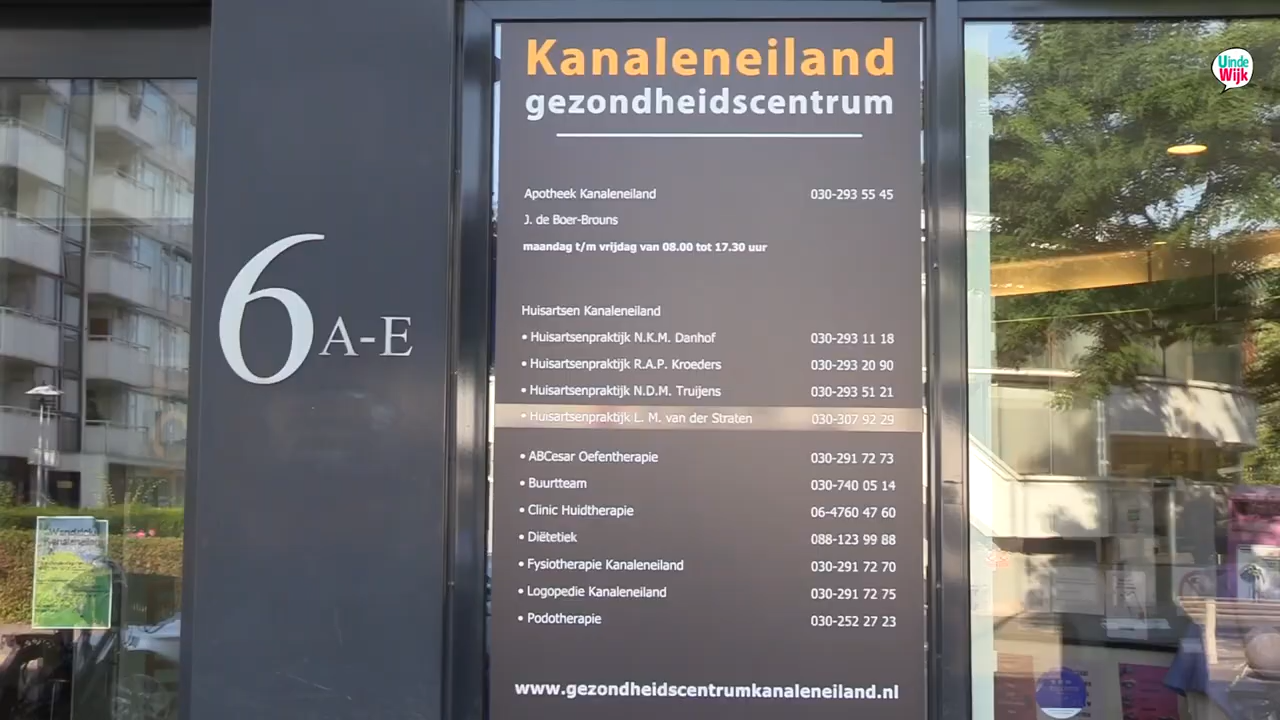 Kanaleneiland
gezondheidscentrum
Apotheek Kanaleneiland 030-293 55 45
J. de Boer-Brouns
maandag t/m vrijdag van 08.00 tot 17.30 uur
Huisartsen Kanaleneiland
• Huisartsenpraktijk N.K.M. Danhof 030-293 11 18
• Huisartsenpraktijk R.A.P. Kroeders 030-293 20 90
• Huisartsenpraktijk N.D.M. Truijens 030-293 51 21
• Huisartsenpraktijk L. M. van der Straten 030-307 92 29
• ABCesar Oefentherapie 030-291 72 73
• Buurtteam 030-740 05 14
• Clinic Huidtherapie 06-4760 47 60
• Diëtetiek 088-123 99 88
• Fysiotherapie Kanaleneiland 030-291 72 70
• Logopedie Kanaleneiland 030-291 72 75
• Podotherapie 030-252 27 23
www.gezondheidscentrumkanaleneiland.nl
6 A-E
Uinde
Wijk